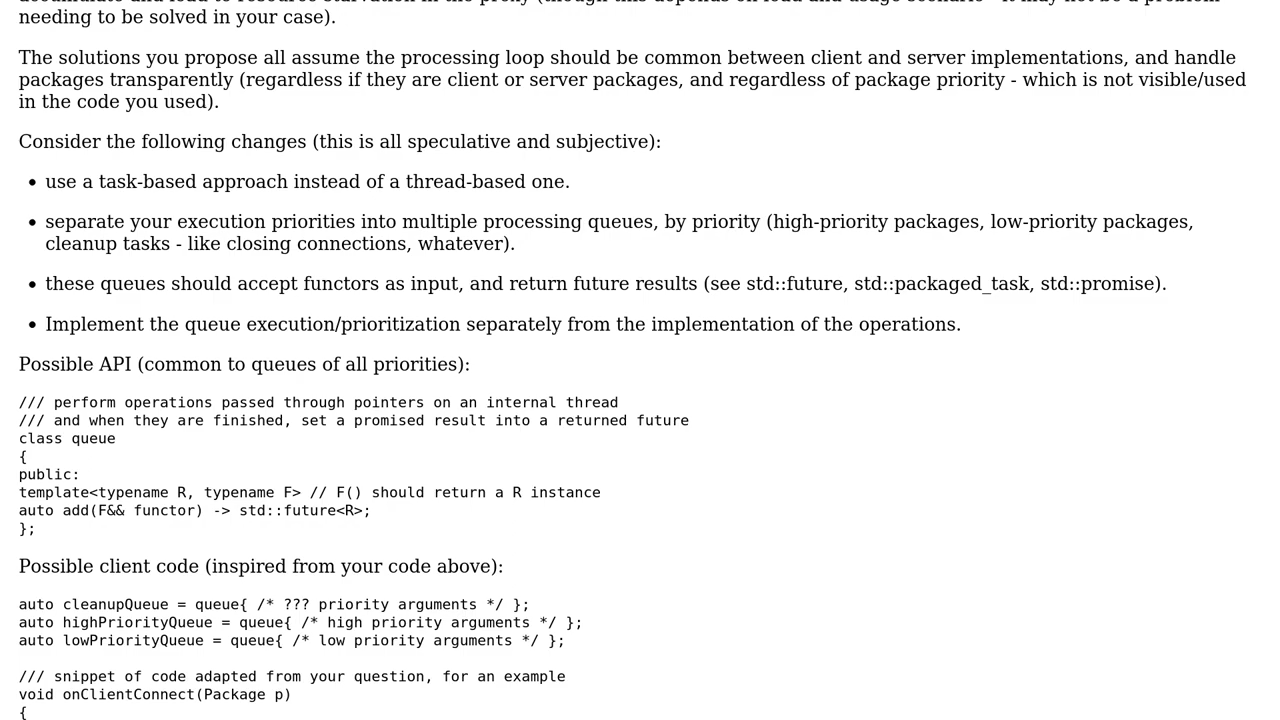 needing to be solved in your case).
The solutions you propose all assume the processing loop should be common between client and server implementations, and handle
packages transparently (regardless if they are client or server packages, and regardless of package priority - which is not visible/used
in the code you used).
Consider the following changes (this is all speculative and subjective):
• use a task-based approach instead of a thread-based one.
• separate your execution priorities into multiple processing queues, by priority (high-priority packages, low-priority packages,
cleanup tasks - like closing connections, whatever).
• these queues should accept functors as input, and return future results (see std::future, std::packaged_task, std::promise).
• Implement the queue execution/prioritization separately from the implementation of the operations.
Possible API (common to queues of all priorities):
/// perform operations passed through pointers on an internal thread
/// and when they are finished, set a promised result into a returned future
class queue
{
public:
template<typename R, typename F> // F() should return a R instance
auto add(F&& functor) -> std::future<R>;
};
Possible client code (inspired from your code above):
auto cleanupQueue = queue{ /* ??? priority arguments */ };
auto highPriorityQueue = queue{ /* high priority arguments */ };
auto lowPriorityQueue = queue{ /* low priority arguments */ };
/// snippet of code adapted from your question, for an example
void onClientConnect(Package p)
{